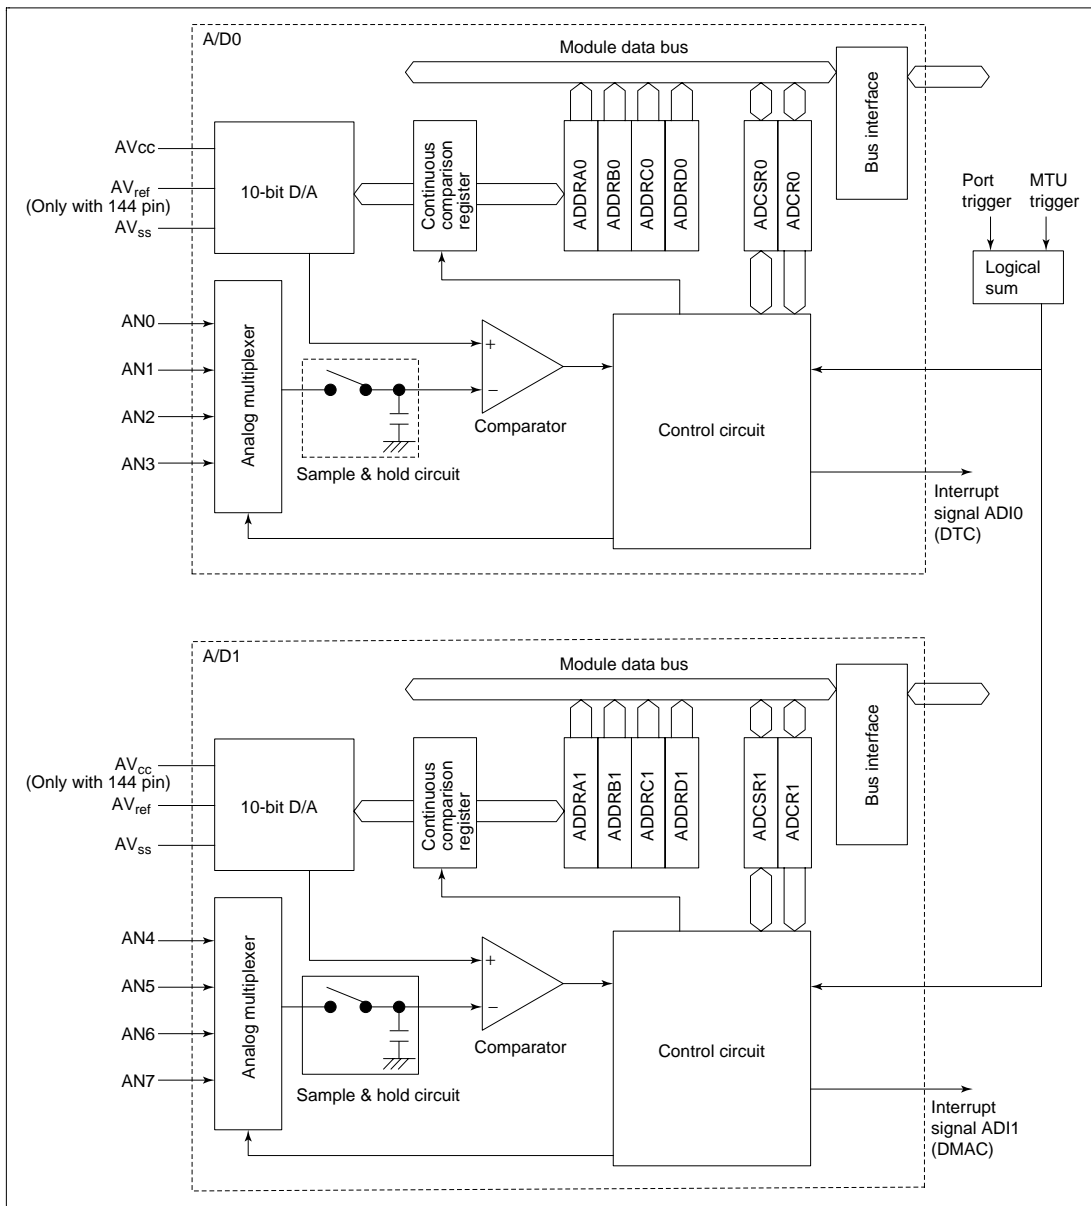 A/D0
Module data bus
Bus interface
AVcc
AVref
(Only with 144 pin)
AVss
10-bit D/A
Continuous
comparison
register
ADDRA0
ADDRB0
ADDRC0
ADDRD0
ADCSR0
ADCR0
Port
trigger
MTU
trigger
Logical
sum
AN0
AN1
AN2
AN3
Analog multiplexer
+
−
Comparator
Sample & hold circuit
Control circuit
Interrupt
signal ADI0
(DTC)
A/D1
Module data bus
Bus interface
AVcc
(Only with 144 pin)
AVref
AVss
10-bit D/A
Continuous
comparison
register
ADDRA1
ADDRB1
ADDRC1
ADDRD1
ADCSR1
ADCR1
AN4
AN5
AN6
AN7
Analog multiplexer
+
−
Comparator
Sample & hold circuit
Control circuit
Interrupt
signal ADI1
(DMAC)